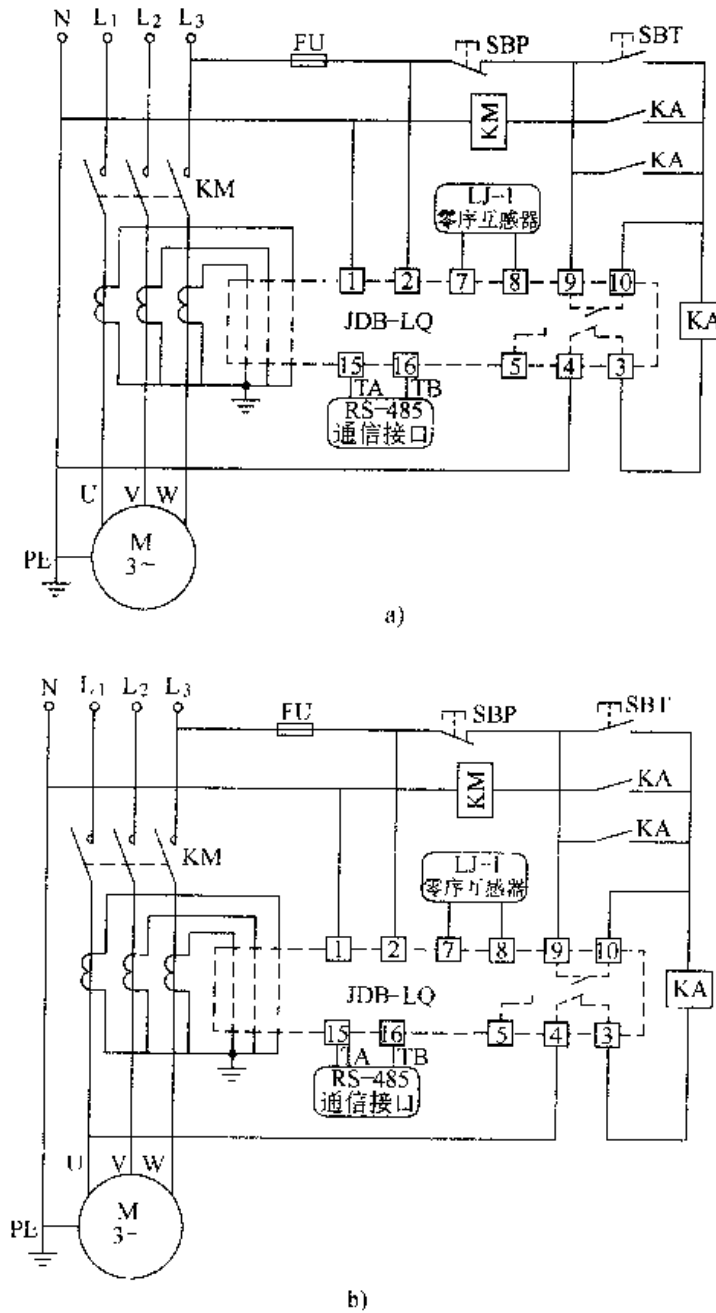 N L₁ L₂ L₃
FU
SBP
SBT
KM
KA
KA
KM
LJ-1
零序互感器
1 2 7 8 9 10
JDB-LQ
KA
15 16 5 4 3
TA TB
RS-485
通信接口
U V W
M
3~
PE
a)
N L₁ L₂ L₃
FU
SBP
SBT
KM
KA
KA
KM
LJ-1
零序互感器
1 2 7 8 9 10
JDB-LQ
KA
15 16 5 4 3
TA TB
RS-485
通信接口
U V W
M
3~
PE
b)